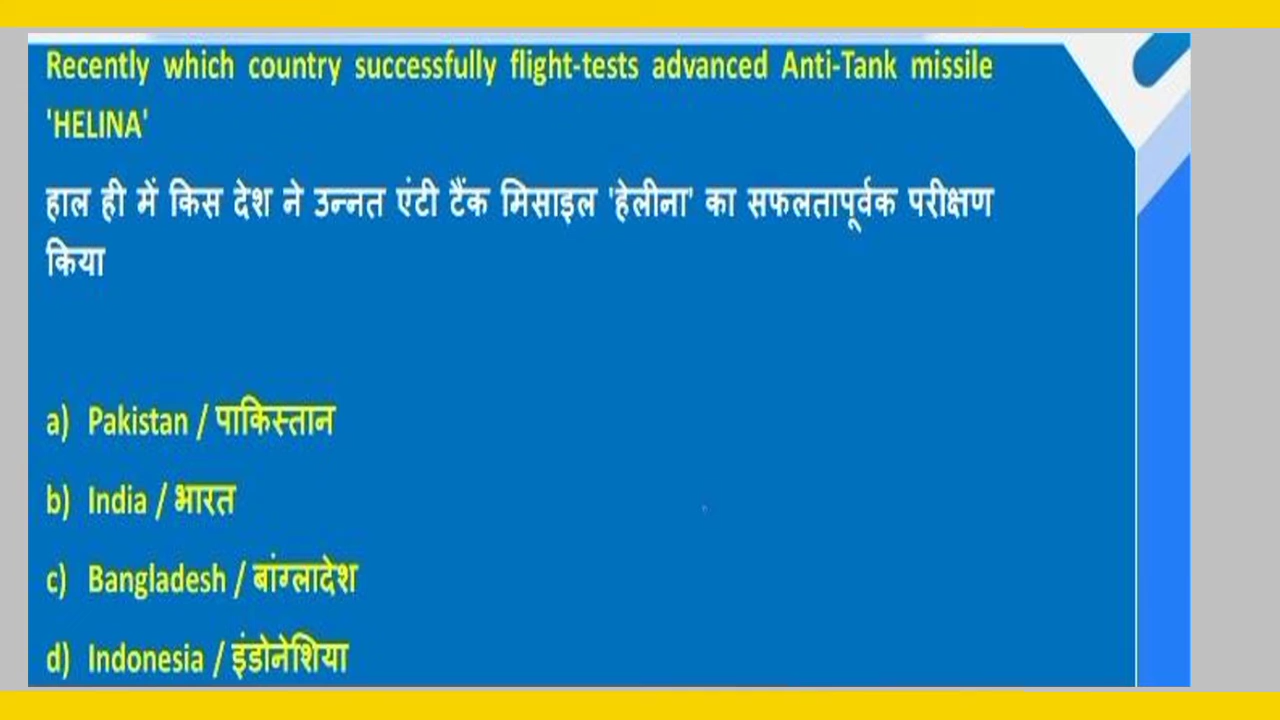 Recently which country successfully flight-tests advanced Anti-Tank missile
'HELINA'
हाल ही में किस देश ने उन्नत एंटी टैंक मिसाइल 'हेलीना' का सफलतापूर्वक परीक्षण
किया
a) Pakistan / पाकिस्तान
b) India / भारत
c) Bangladesh / बांग्लादेश
d) Indonesia / इंडोनेशिया